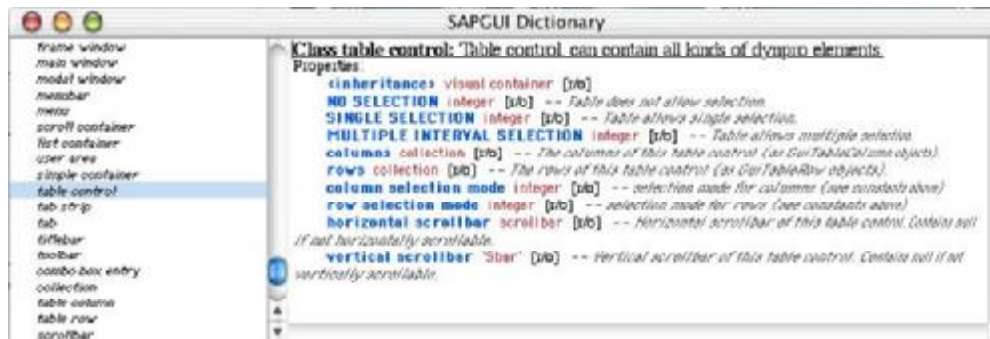 SAPGUI Dictionary
frame window
main window
modal window
menubar
menu
scroll container
list container
user area
simple container
table control
tab strip
tab
titlebar
toolbar
combo box entry
collection
table column
table row
scrollbar
Class table control: Table control, can contain all kinds of dynpro elements.
Properties:
<inheritance> visual container [r/o]
NO SELECTION integer [r/o] -- Table does not allow selection.
SINGLE SELECTION integer [r/o] -- Table allows single selection.
MULTIPLE INTERVAL SELECTION integer [r/o] -- Table allows multiple selection.
columns collection [r/o] -- The columns of this table control (as GuiTableColumn objects).
rows collection [r/o] -- The rows of this table control (as GuiTableRow objects).
column selection mode integer [r/o] -- selection mode for columns (see constants above)
row selection mode integer [r/o] -- selection mode for rows (see constants above)
horizontal scrollbar scrollbar [r/o] -- Horizontal scrollbar of this table control. Contains null
if not horizontally scrollable.
vertical scrollbar 'Sbar' [r/o] -- Vertical scrollbar of this table control. Contains null if not
vertically scrollable.